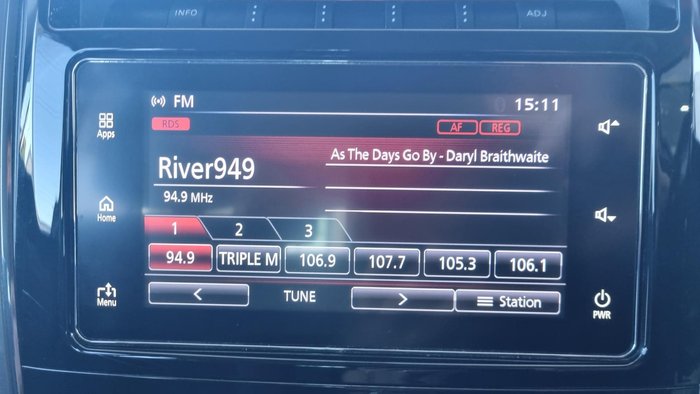 INFO
ADJ
FM
15:11
RDS
AF REG
Apps
River949
As The Days Go By - Daryl Braithwaite
94.9 MHz
Home
1 2 3
94.9 TRIPLE M 106.9 107.7 105.3 106.1
< TUNE > Station
Menu
PWR